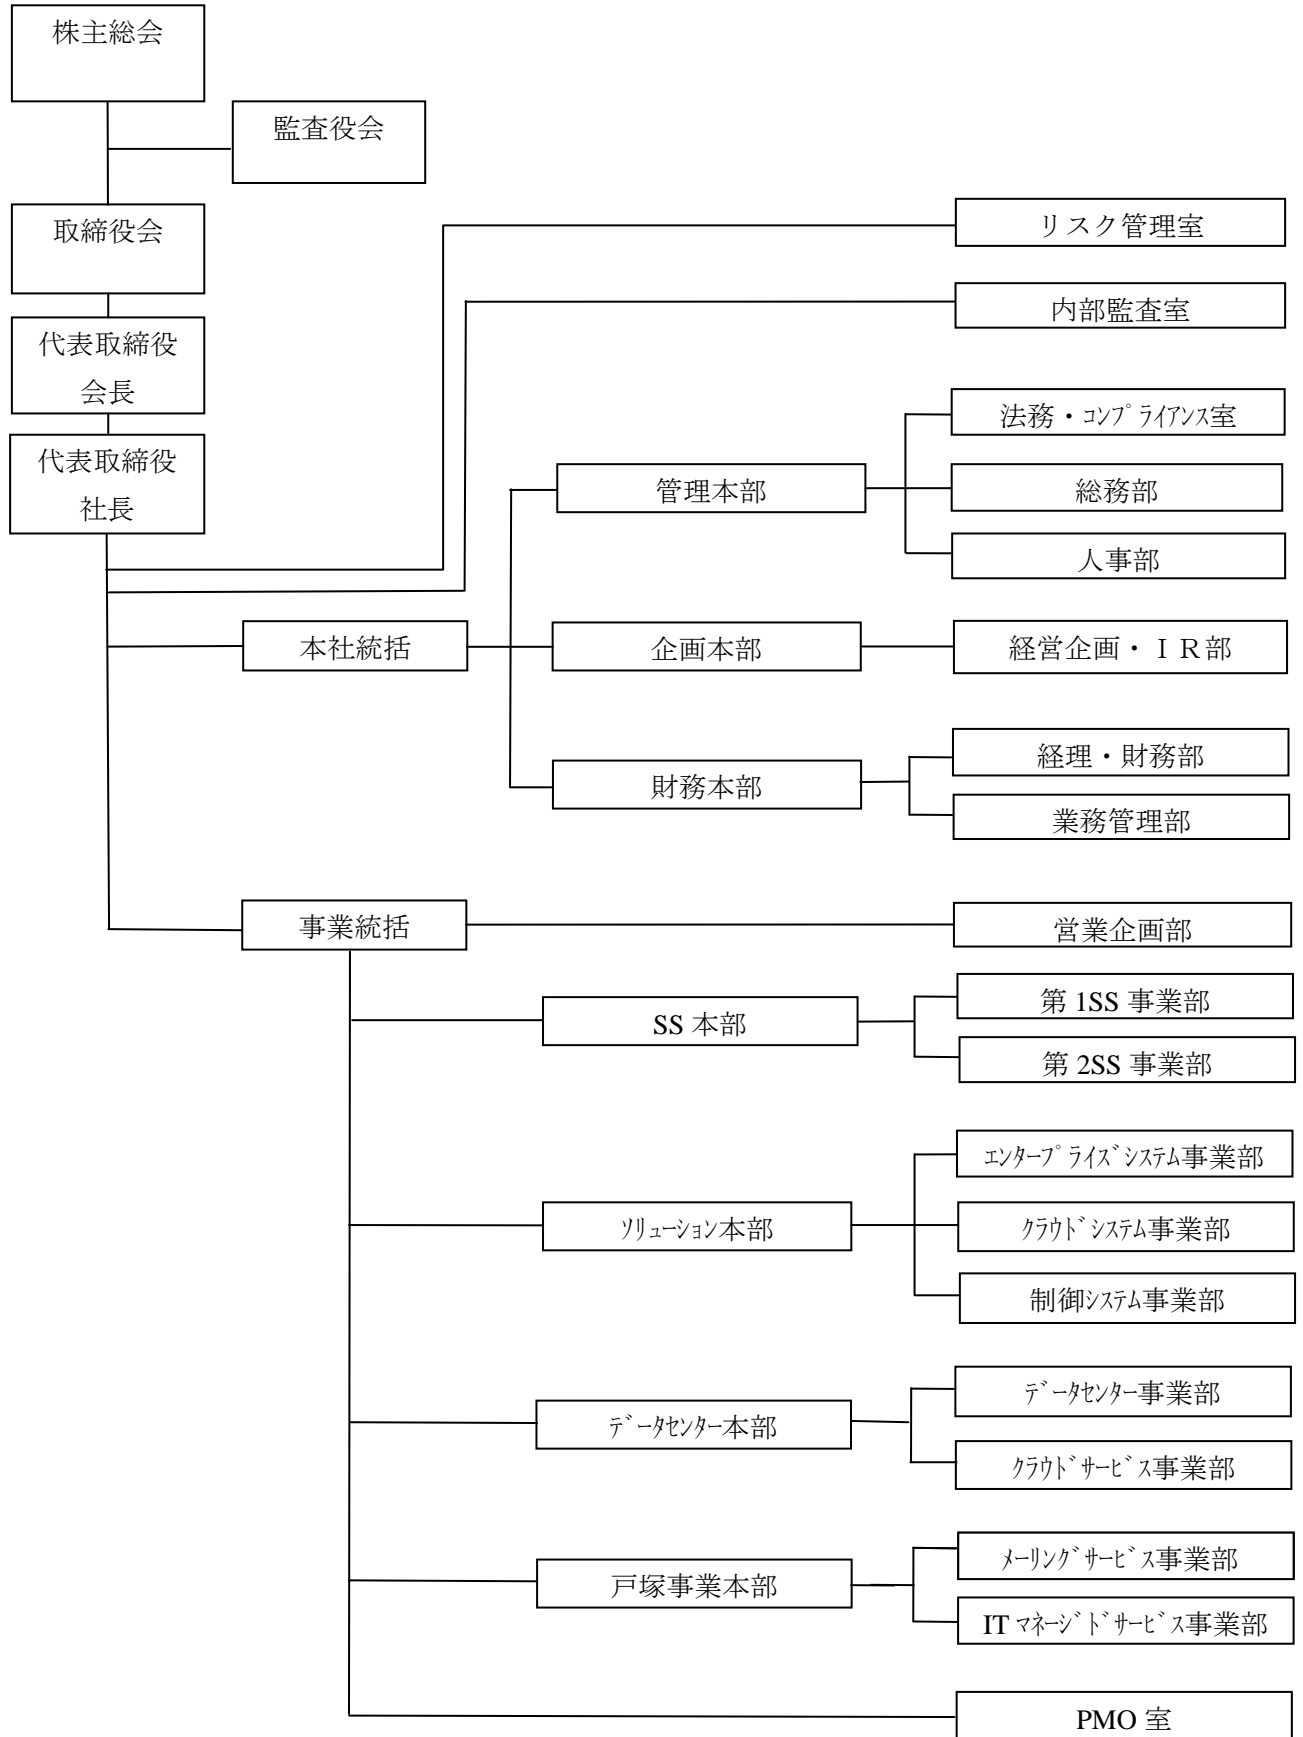 株主総会
監査役会
取締役会
リスク管理室
内部監査室
代表取締役
会長
代表取締役
社長
法務・ｺﾝﾌﾟﾗｲｱﾝｽ室
管理本部
総務部
人事部
本社統括
企画本部
経営企画・ＩＲ部
経理・財務部
財務本部
業務管理部
事業統括
営業企画部
第 1SS 事業部
SS 本部
第 2SS 事業部
ｴﾝﾀｰﾌﾟﾗｲｽﾞｼｽﾃﾑ事業部
ｿﾘｭｰｼｮﾝ本部
ｸﾗｳﾄﾞｼｽﾃﾑ事業部
制御ｼｽﾃﾑ事業部
ﾃﾞｰﾀｾﾝﾀｰ事業部
ﾃﾞｰﾀｾﾝﾀｰ本部
ｸﾗｳﾄﾞｻｰﾋﾞｽ事業部
ﾒｰﾘﾝｸﾞｻｰﾋﾞｽ事業部
戸塚事業本部
IT ﾏﾈｰｼﾞﾄﾞｻｰﾋﾞｽ事業部
PMO 室